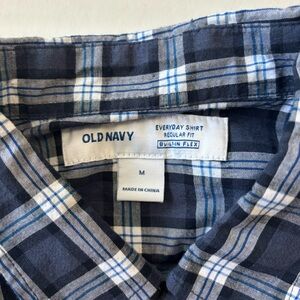 OLD NAVY
EVERYDAY SHIRT
REGULAR FIT
BUILT-IN FLEX
M
MADE IN CHINA